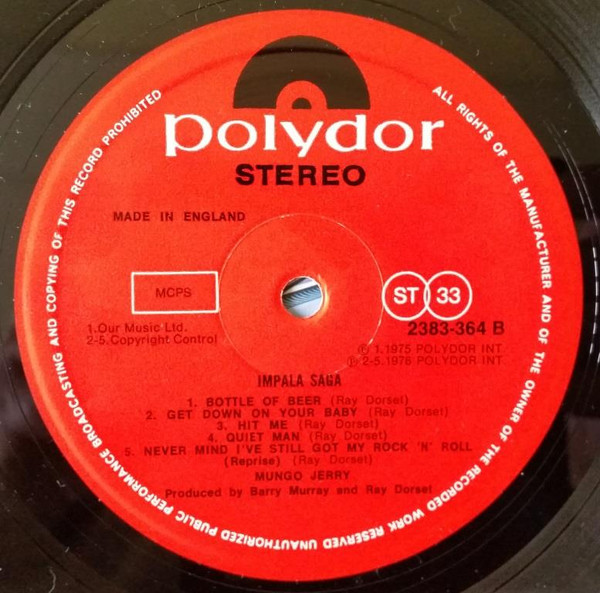 polydor
STEREO
MADE IN ENGLAND
MCPS
ST 33
1.Our Music Ltd.
2-5.Copyright Control
2383-364 B
℗ 1.1975 POLYDOR INT
℗ 2-5.1976 POLYDOR INT
IMPALA SAGA
1. BOTTLE OF BEER (Ray Dorset)
2. GET DOWN ON YOUR BABY (Ray Dorset)
3. HIT ME (Ray Dorset)
4. QUIET MAN (Ray Dorset)
5. NEVER MIND I'VE STILL GOT MY ROCK 'N' ROLL
(Reprise) (Ray Dorset)
MUNGO JERRY
Produced by Barry Murray and Ray Dorset
ALL RIGHTS OF THE MANUFACTURER AND OF THE OWNER OF THE RECORDED WORK RESERVED UNAUTHORIZED PUBLIC PERFORMANCE BROADCASTING AND COPYING OF THIS RECORD PROHIBITED